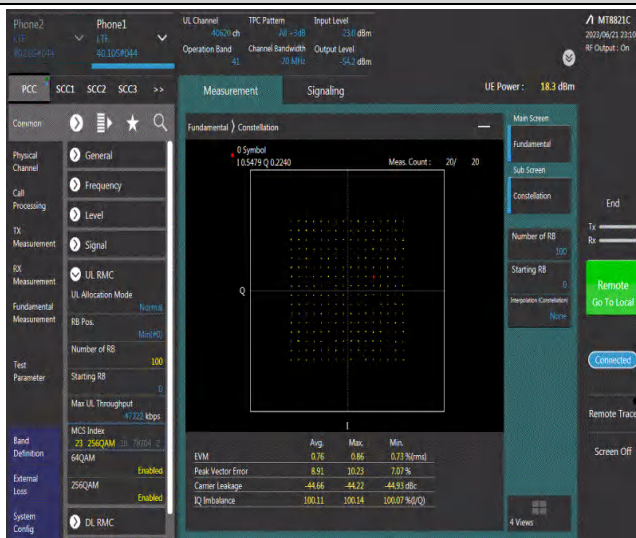 Phone2
LTE
Phone1
LTE
40.105#044
UL Channel
40620 ch
TPC Pattern
All +3dB
Input Level
23.0 dBm
Operation Band
41
Channel Bandwidth
20 MHz
Output Level
-54.2 dBm
MT8821C
2023/06/21 23:10
RF Output : On
PCC
SCC1
SCC2
SCC3
>>
Measurement
Signaling
UE Power : 18.3 dBm
Common
Physical
Channel
Call
Processing
TX
Measurement
RX
Measurement
Fundamental
Measurement
Test
Parameter
Band
Definition
External
Loss
System
Config
General
Frequency
Level
Signal
UL RMC
UL Allocation Mode
Normal
RB Pos.
Min(#0)
Number of RB
100
Starting RB
0
Max UL Throughput
47322 kbps
MCS Index
23 256QAM
64QAM
Enabled
256QAM
Enabled
DL RMC
Fundamental ⟩ Constellation
0 Symbol
I 0.5479 Q 0.2240
Meas. Count : 20/ 20
Q
I
Avg. Max. Min.
EVM 0.76 0.86 0.73 %(rms)
Peak Vector Error 8.91 10.23 7.07 %
Carrier Leakage -44.66 -44.22 -44.93 dBc
IQ Imbalance 100.11 100.14 100.07 %(I/Q)
Main Screen
Fundamental
Sub Screen
Constellation
Number of RB
100
Starting RB
0
Interpolation (Constellation)
None
4 Views
End
Tx
Rx
Remote
Go To Local
Connected
Remote Trace
Screen Off